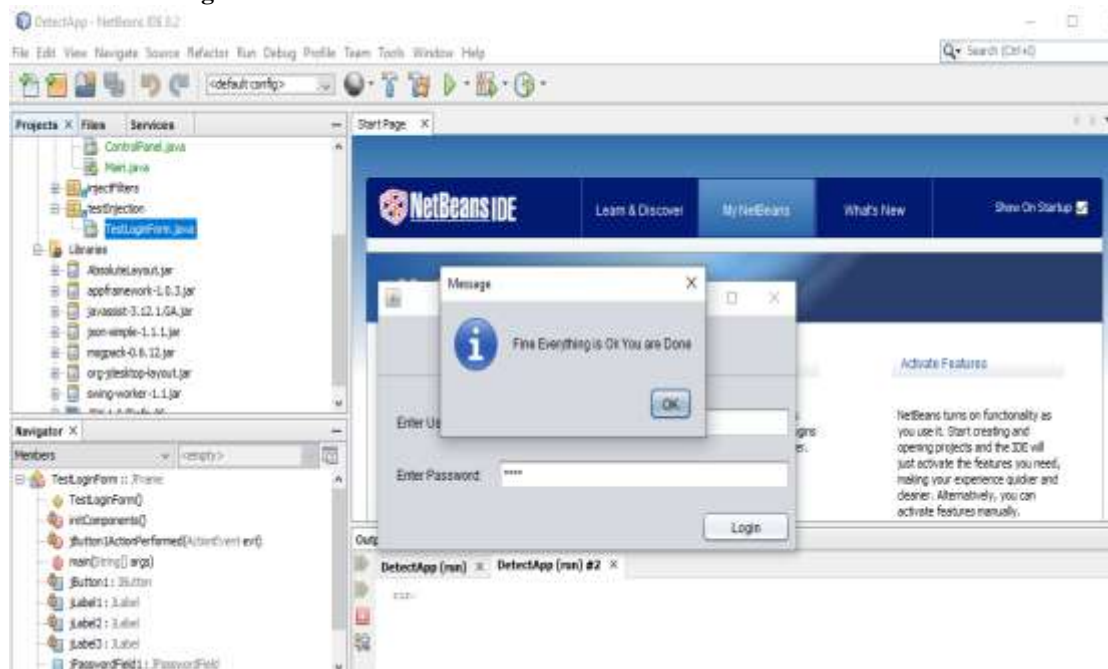 DetectApp - NetBeans IDE 8.2
File Edit View Navigate Source Refactor Run Debug Profile Team Tools Window Help
Search (Ctrl+I)
<default config>
Projects Files Services
ControlPanel.java
Main.java
injectFilters
testInjection
TestLoginForm.java
Libraries
AbsoluteLayout.jar
appframework-1.0.3.jar
javassist-3.12.1.GA.jar
json-simple-1.1.1.jar
msgpack-0.6.12.jar
org-jdesktop-layout.jar
swing-worker-1.1.jar
Start Page
NetBeans IDE
Learn & Discover
My NetBeans
What's New
Show On Startup
Message
Fine Everything is Ok You are Done
OK
Enter Us
Enter Password
****
Login
Activate Features
NetBeans turns on functionality as
you use it. Start creating and
opening projects and the IDE will
just activate the features you need,
making your experience quicker and
cleaner. Alternatively, you can
activate features manually.
Navigator
Members
<empty>
TestLoginForm :: JFrame
TestLoginForm()
initComponents()
jButton1ActionPerformed(ActionEvent evt)
main(String[] args)
jButton1 : JButton
jLabel1 : JLabel
jLabel2 : JLabel
jLabel3 : JLabel
jPasswordField1 : JPasswordField
Outp
DetectApp (run)
DetectApp (run) #2
run: